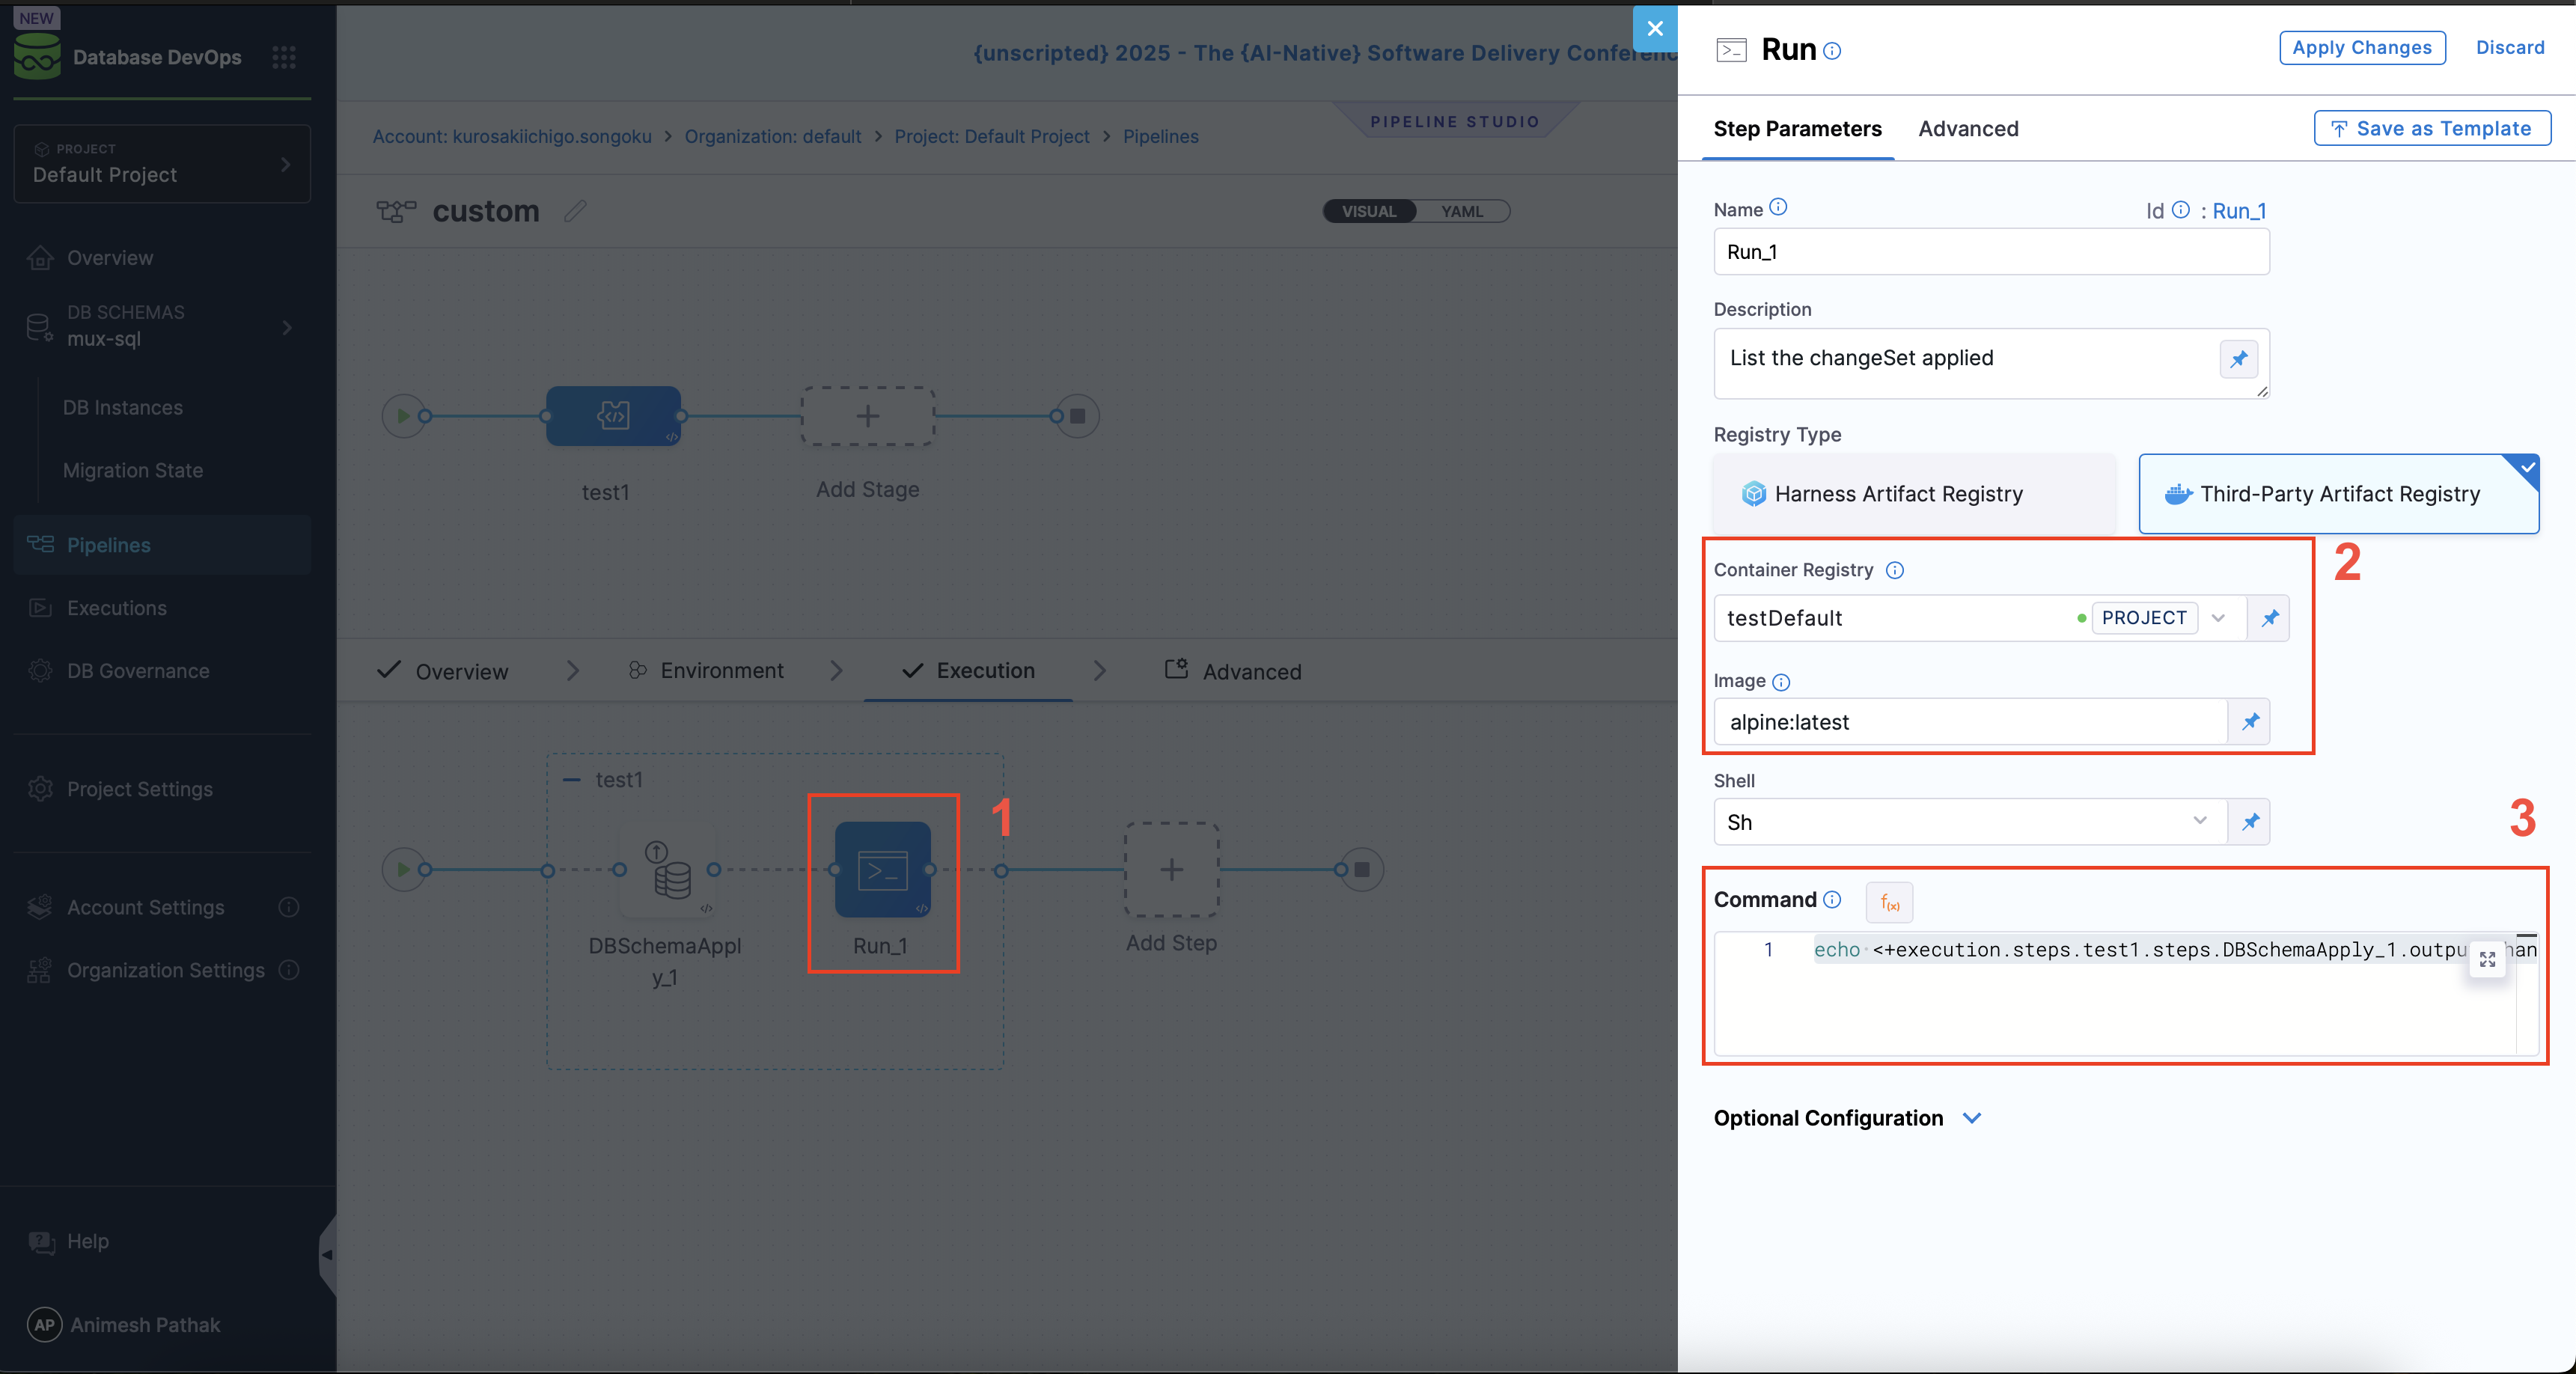 NEW
Database DevOps
PROJECT
Default Project
Overview
DB SCHEMAS
mux-sql
DB Instances
Migration State
Pipelines
Executions
DB Governance
Project Settings
Account Settings
Organization Settings
Help
AP
Animesh Pathak
{unscripted} 2025 - The {AI-Native} Software Delivery
Account: kurosakiichigo.songoku > Organization: default > Project: Default Project > Pipelines
PIPELINE STUDIO
custom
VISUAL
YAML
test1
Add Stage
Overview
Environment
Execution
Advanced
test1
DBSchemaAppl
y_1
Run_1
1
Add Step
Run
Apply Changes
Discard
Step Parameters
Advanced
Save as Template
Name
Id : Run_1
Run_1
Description
List the changeSet applied
Registry Type
Harness Artifact Registry
Third-Party Artifact Registry
2
Container Registry
testDefault
PROJECT
Image
alpine:latest
Shell
Sh
3
Command
f(x)
1 echo <+execution.steps.test1.steps.DBSchemaApply_1.outpu
Optional Configuration